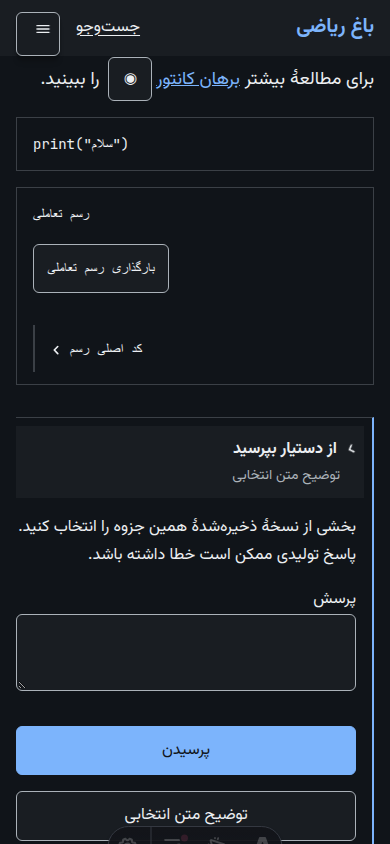 باغ ریاضی
جست‌وجو
برای مطالعهٔ بیشتر برهان کانتور را ببینید.
print("سلام")
رسم تعاملی
بارگذاری رسم تعاملی
کد اصلی رسم
از دستیار بپرسید
توضیح متن انتخابی
بخشی از نسخهٔ ذخیره‌شدهٔ همین جزوه را انتخاب کنید.
پاسخ تولیدی ممکن است خطا داشته باشد.
پرسش
پرسیدن
توضیح متن انتخابی